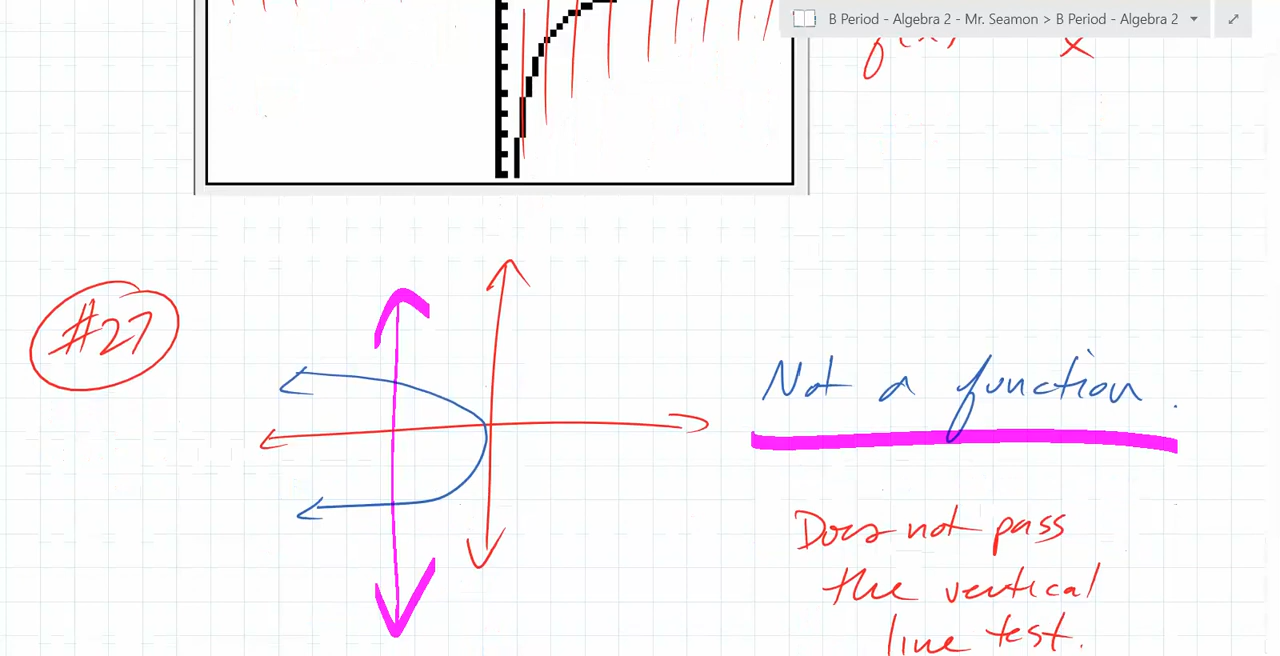 B Period - Algebra 2 - Mr. Seamon > B Period - Algebra 2
#27
Not a function.
Does not pass
the vertical
line test.